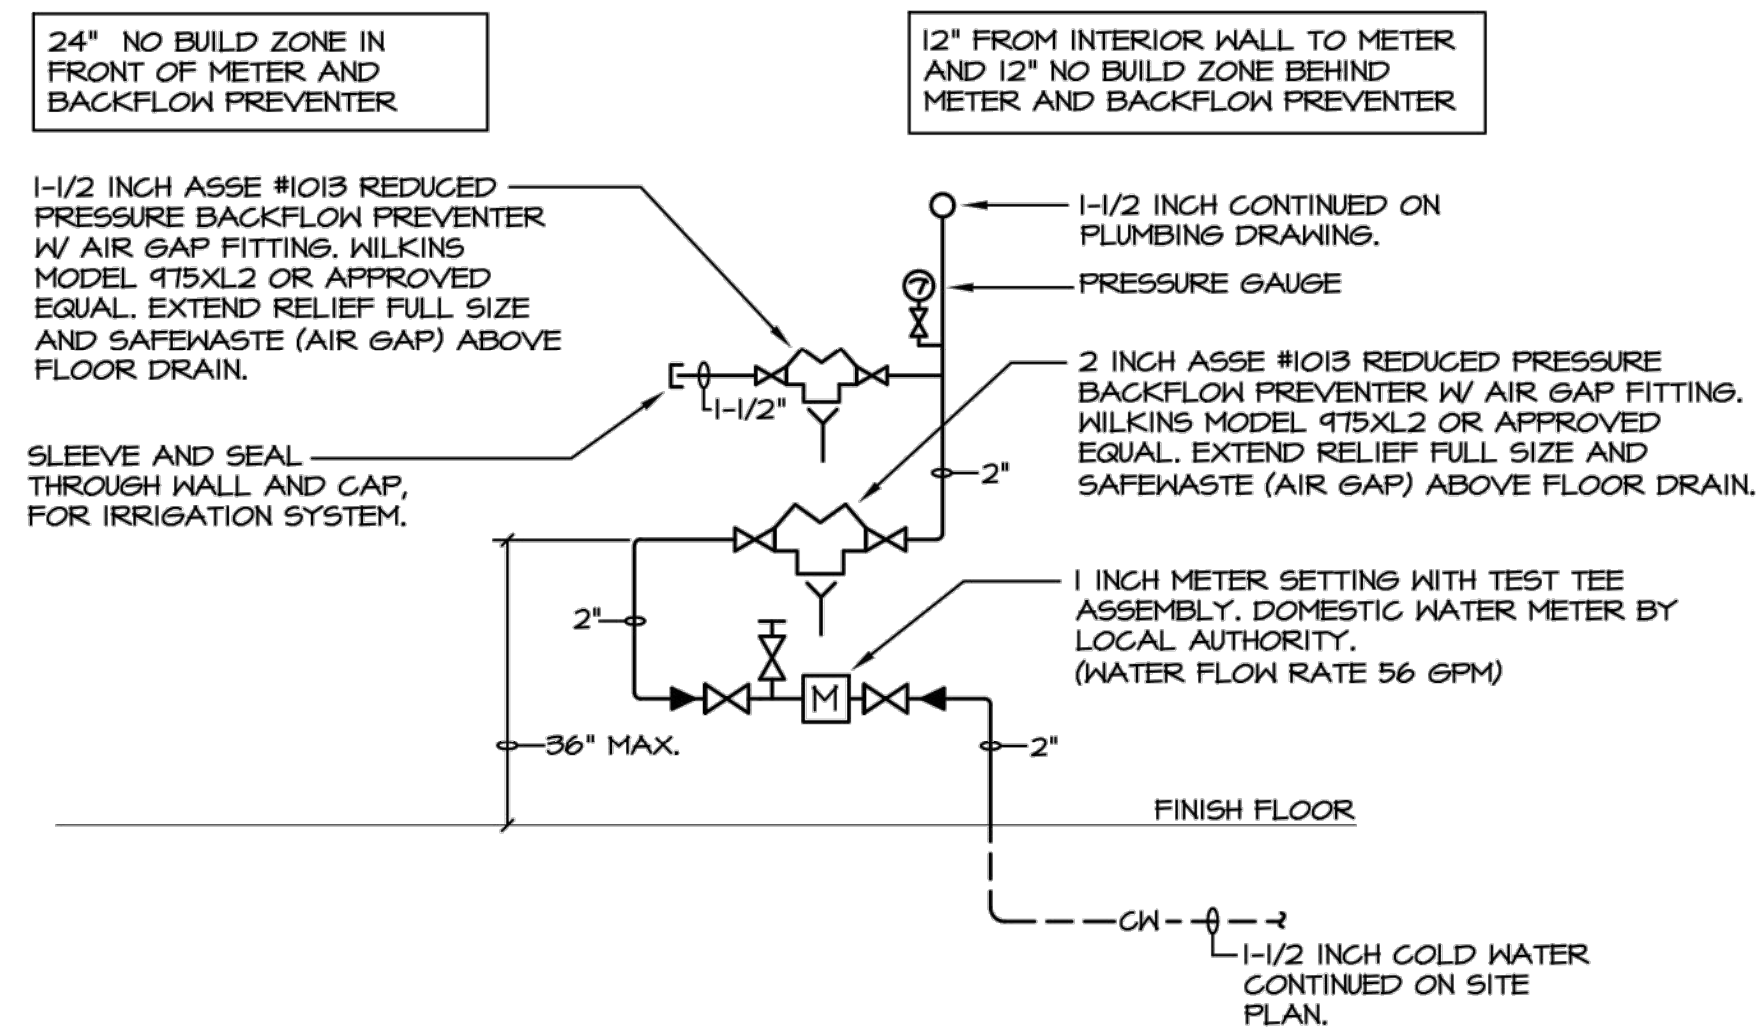 24" NO BUILD ZONE IN
FRONT OF METER AND
BACKFLOW PREVENTER
12" FROM INTERIOR WALL TO METER
AND 12" NO BUILD ZONE BEHIND
METER AND BACKFLOW PREVENTER
1-1/2 INCH ASSE #1013 REDUCED
PRESSURE BACKFLOW PREVENTER
W/ AIR GAP FITTING. WILKINS
MODEL 975XL2 OR APPROVED
EQUAL. EXTEND RELIEF FULL SIZE
AND SAFEWASTE (AIR GAP) ABOVE
FLOOR DRAIN.
1-1/2 INCH CONTINUED ON
PLUMBING DRAWING.
PRESSURE GAUGE
2 INCH ASSE #1013 REDUCED PRESSURE
BACKFLOW PREVENTER W/ AIR GAP FITTING.
WILKINS MODEL 975XL2 OR APPROVED
EQUAL. EXTEND RELIEF FULL SIZE AND
SAFEWASTE (AIR GAP) ABOVE FLOOR DRAIN.
1-1/2"
SLEEVE AND SEAL
THROUGH WALL AND CAP,
FOR IRRIGATION SYSTEM.
2"
1 INCH METER SETTING WITH TEST TEE
ASSEMBLY. DOMESTIC WATER METER BY
LOCAL AUTHORITY.
(WATER FLOW RATE 56 GPM)
2"
M
36" MAX.
2"
FINISH FLOOR
CW
1-1/2 INCH COLD WATER
CONTINUED ON SITE
PLAN.